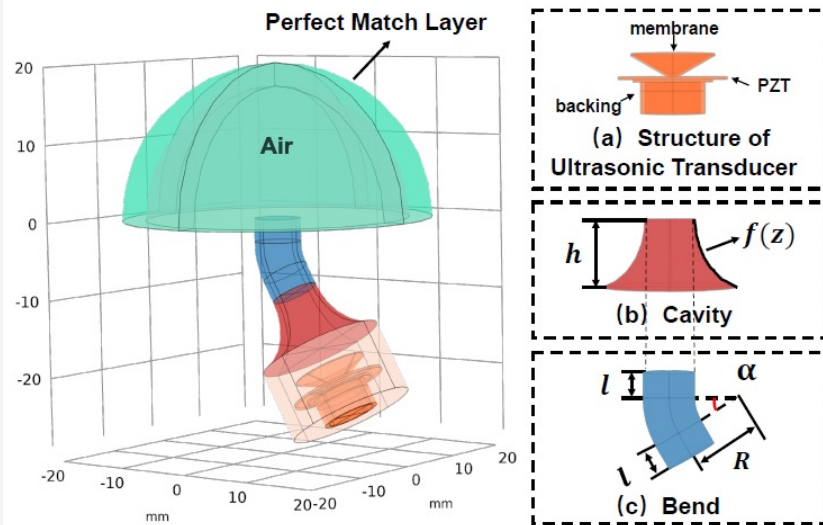 Perfect Match Layer
20
10
0
-10
-20
Air
-20
-10
0
10
20
mm
-20
-10
0
10
20
mm
membrane
PZT
backing
(a) Structure of
Ultrasonic Transducer
h
f(z)
(b) Cavity
l
α
l
R
(c) Bend